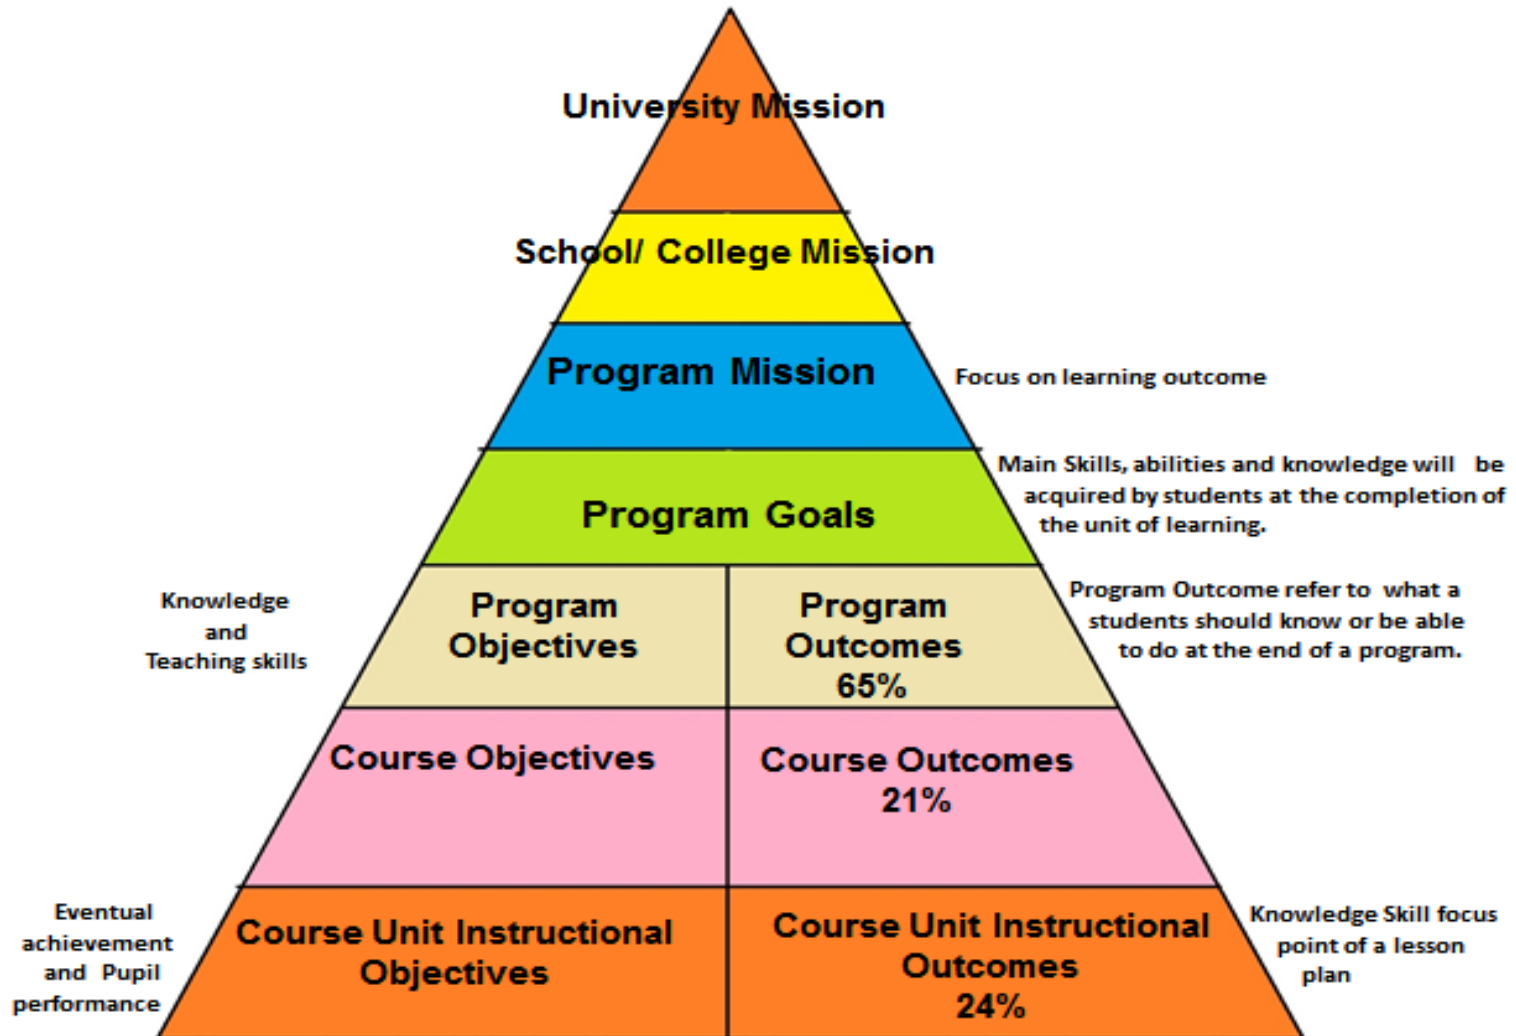 University Mission
School/ College Mission
Program Mission
Focus on learning outcome
Main Skills, abilities and knowledge will be
acquired by students at the completion of
the unit of learning.
Program Goals
Knowledge
and
Teaching skills
Program
Objectives
Program
Outcomes
65%
Program Outcome refer to what a
students should know or be able
to do at the end of a program.
Course Objectives
Course Outcomes
21%
Eventual
achievement
and Pupil
performance
Course Unit Instructional
Objectives
Course Unit Instructional
Outcomes
24%
Knowledge Skill focus
point of a lesson
plan